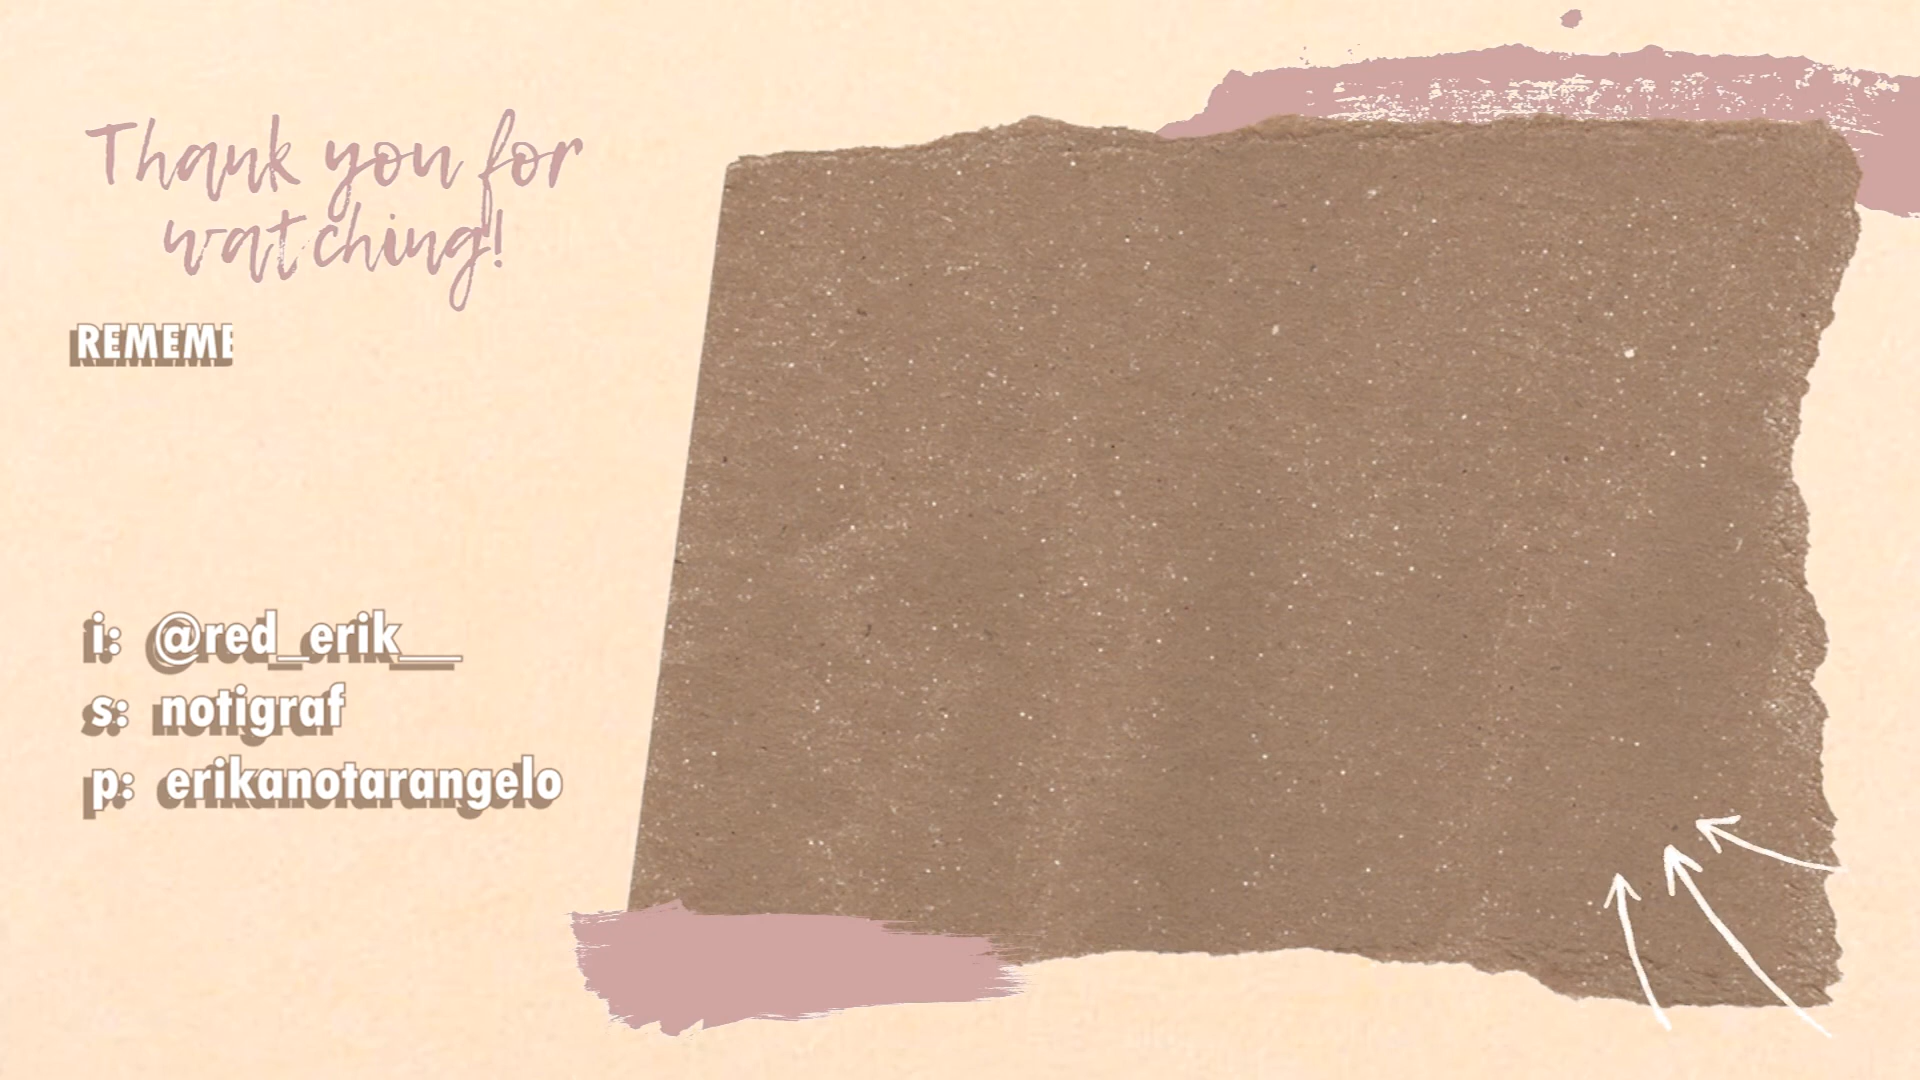 Thank you for
watching!
REMEME
i: @red_erik__
s: notigraf
p: erikanotarangelo